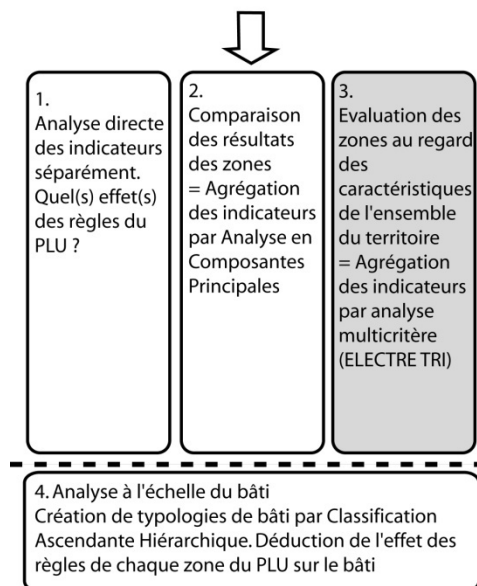 1.
Analyse directe
des indicateurs
séparément.
Quel(s) effet(s)
des règles du
PLU ?
2.
Comparaison
des résultats
des zones
= Agrégation
des indicateurs
par Analyse en
Composantes
Principales
3.
Evaluation des
zones au regard
des
caractéristiques
de l'ensemble
du territoire
= Agrégation
des indicateurs
par analyse
multicritère
(ELECTRE TRI)
4. Analyse à l'échelle du bâti
Création de typologies de bâti par Classification
Ascendante Hiérarchique. Déduction de l'effet des
règles de chaque zone du PLU sur le bâti